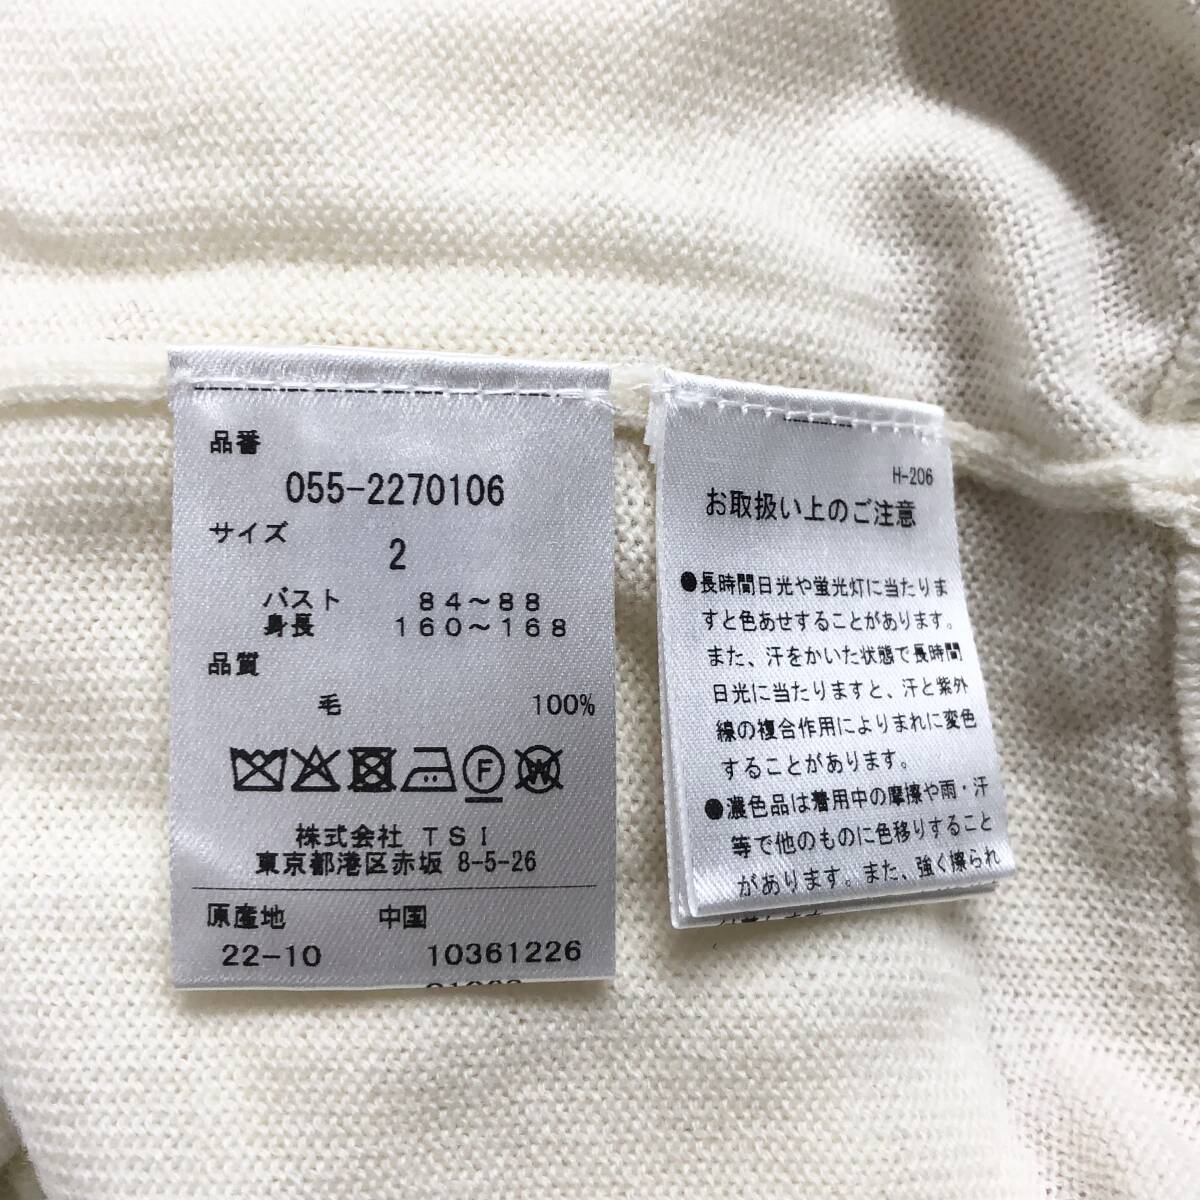 品番
055-2270106
サイズ
2
バスト 84～88
身長 160～168
品質
毛 100%
F
W
株式会社 TSI
東京都港区赤坂 8-5-26
原産地 中国
22-10 10361226
H-206
お取扱い上のご注意
●長時間日光や蛍光灯に当たりま
すと色あせすることがあります。
また、汗をかいた状態で長時間
日光に当たりますと、汗と紫外
線の複合作用によりまれに変色
することがあります。
●濃色品は着用中の摩擦や雨・汗
等で他のものに色移りすること
があります。また、強く擦られ